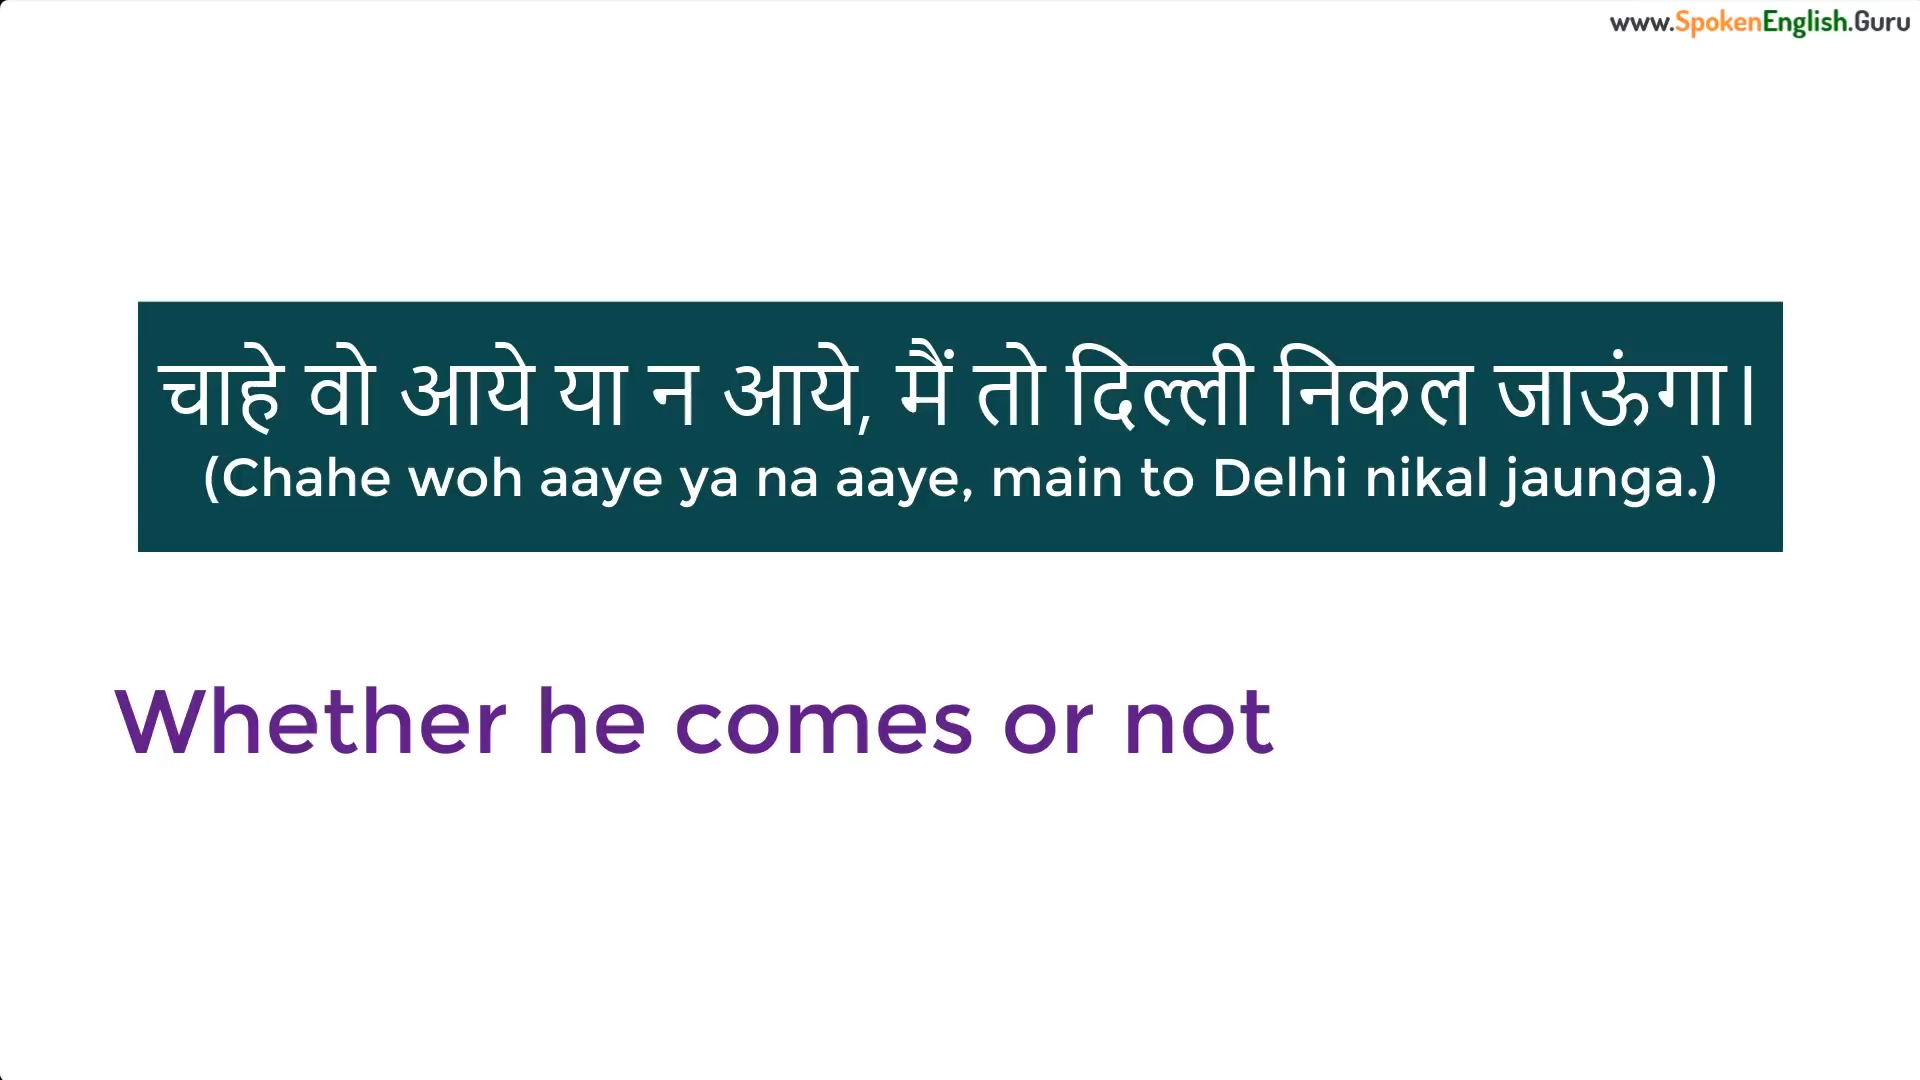 www.SpokenEnglish.Guru
चाहे वो आये या न आये, मैं तो दिल्ली निकल जाऊंगा।
(Chahe woh aaye ya na aaye, main to Delhi nikal jaunga.)
Whether he comes or not